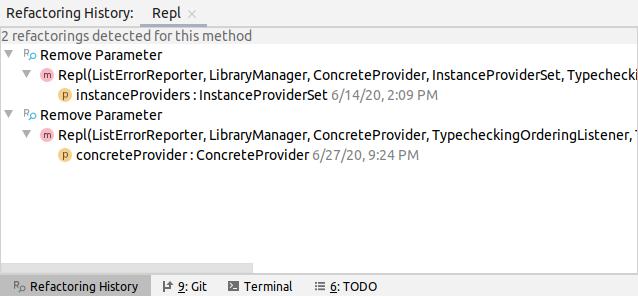 Refactoring History: Repl
2 refactorings detected for this method
R Remove Parameter
m Repl(ListErrorReporter, LibraryManager, ConcreteProvider, InstanceProviderSet, Typechecki
p instanceProviders : InstanceProviderSet 6/14/20, 2:09 PM
R Remove Parameter
m Repl(ListErrorReporter, LibraryManager, ConcreteProvider, TypecheckingOrderingListener, T
p concreteProvider : ConcreteProvider 6/27/20, 9:24 PM
R Refactoring History 9: Git Terminal 6: TODO